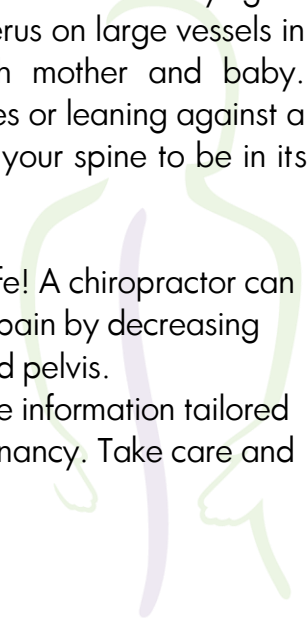 erus on large vessels in
n mother and baby.
es or leaning against a
your spine to be in its
fe! A chiropractor can
pain by decreasing
d pelvis.
e information tailored
nancy. Take care and